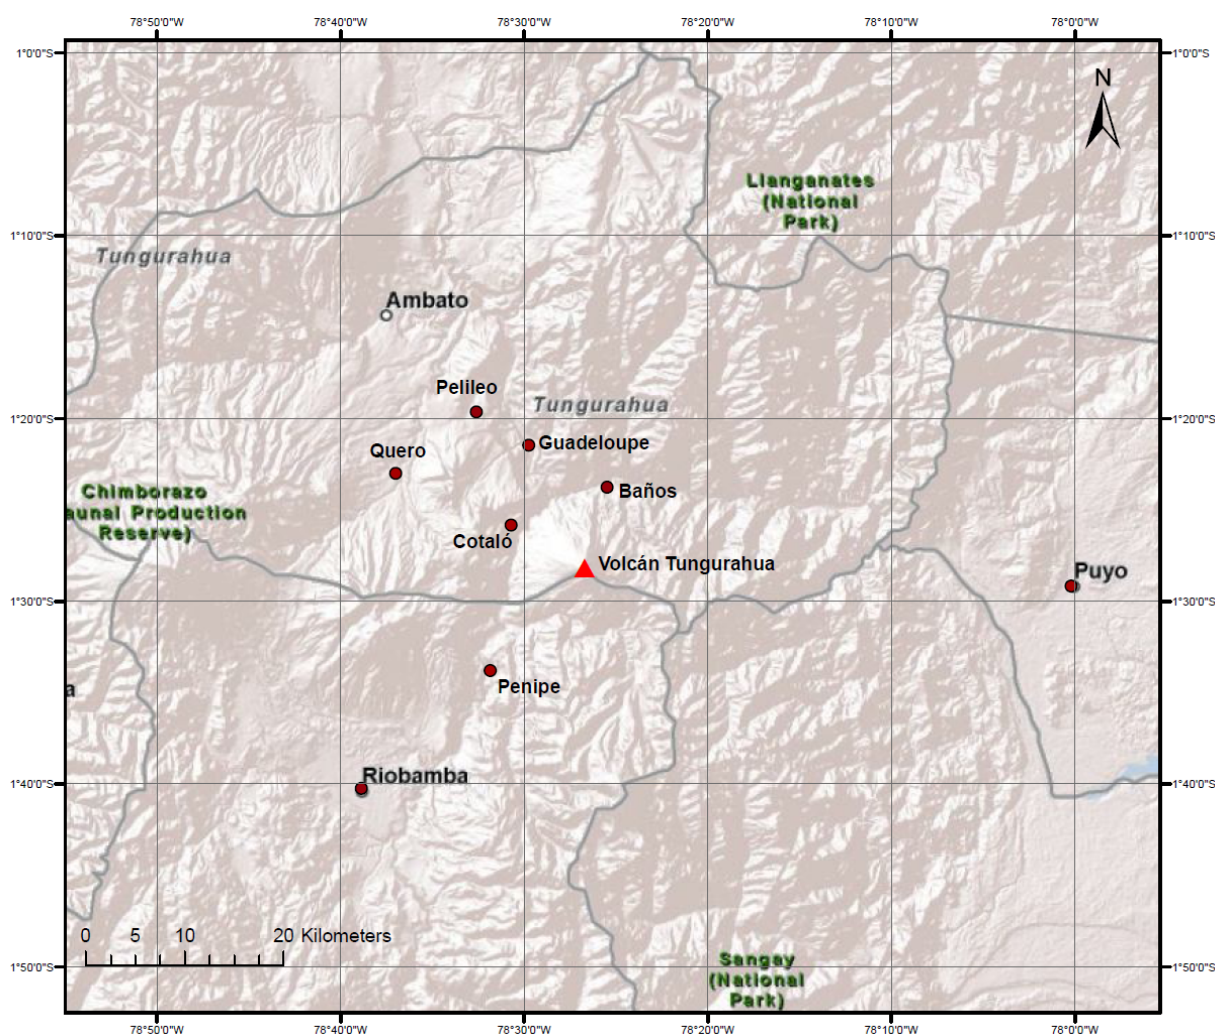 78°50'0"W 78°40'0"W 78°30'0"W 78°20'0"W 78°10'0"W 78°0'0"W
1°0'0"S 1°0'0"S
N
Llanganates
(National
Park)
1°10'0"S 1°10'0"S
Tungurahua
Ambato
Pelileo
Tungurahua
1°20'0"S 1°20'0"S
Guadeloupe
Quero
Baños
Chimborazo
aunal Production
Reserve)
Cotaló
Volcán Tungurahua
Puyo
1°30'0"S 1°30'0"S
Penipe
a
Riobamba
1°40'0"S 1°40'0"S
0 5 10 20 Kilometers
Sangay
(National
Park)
1°50'0"S 1°50'0"S
78°50'0"W 78°40'0"W 78°30'0"W 78°20'0"W 78°10'0"W 78°0'0"W